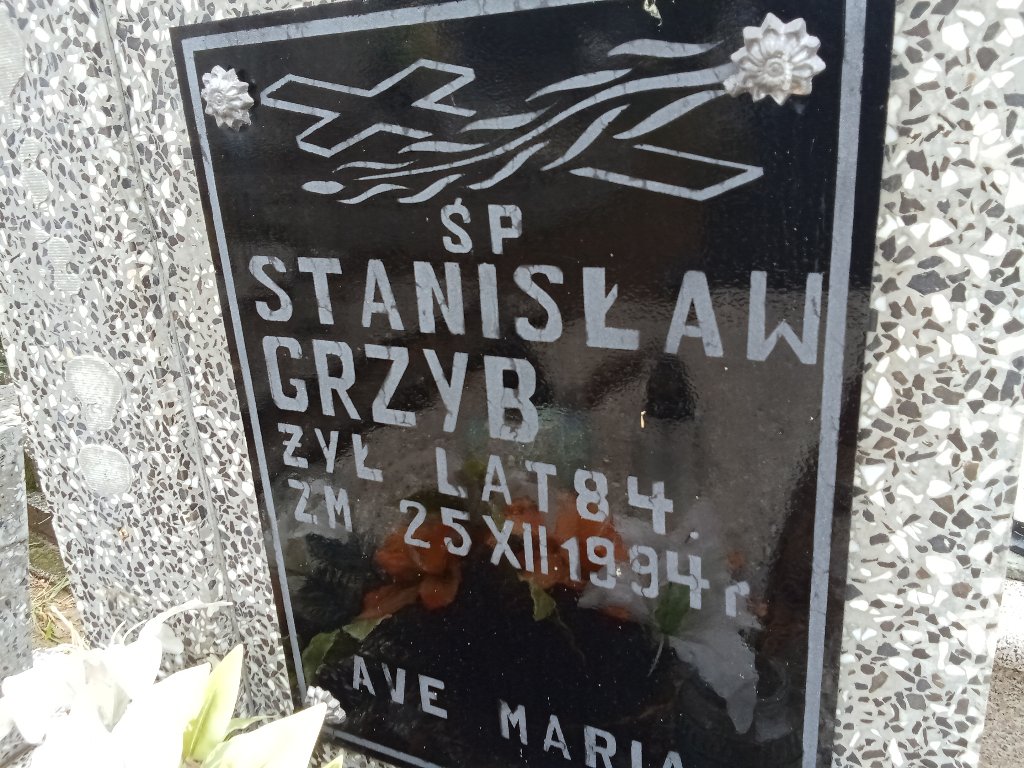 ŚP
STANISŁAW
GRZYB
ŻYŁ LAT 84.
ZM 25 XII 1994 r
AVE MARIA